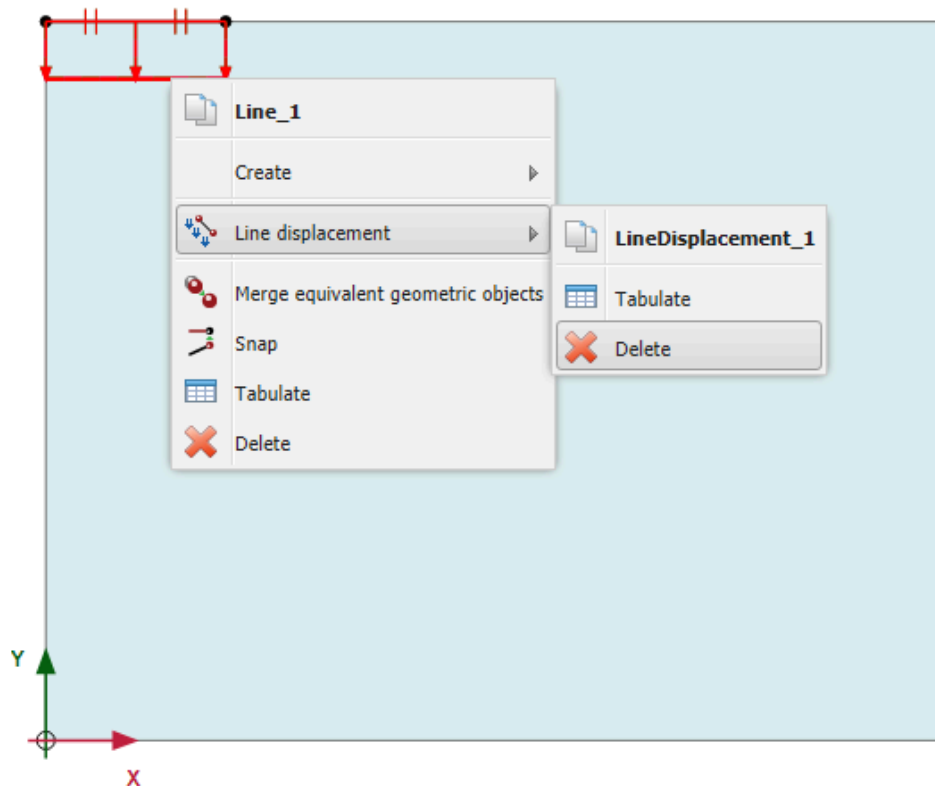 Line_1
Create
Line displacement
LineDisplacement_1
Merge equivalent geometric objects
Tabulate
Snap
Delete
Tabulate
Delete
Y
X